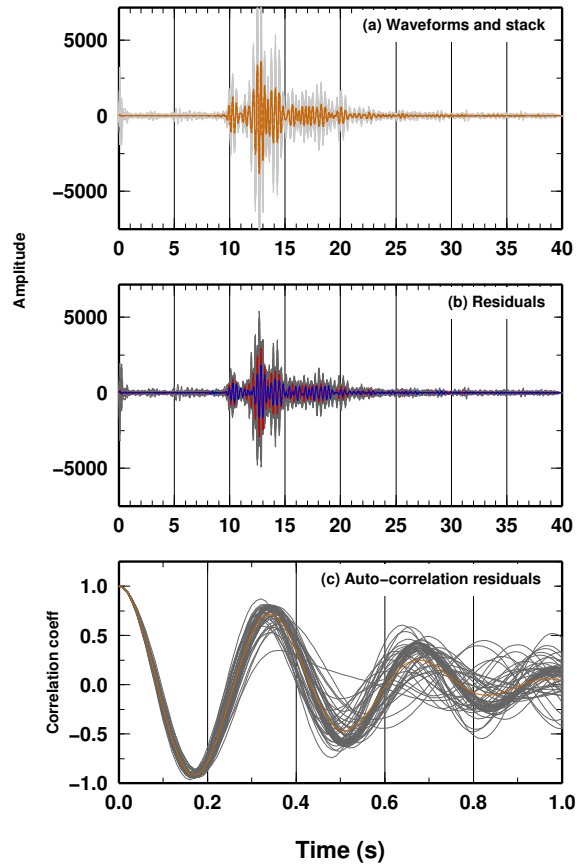 (a) Waveforms and stack
5000
0
−5000
0 5 10 15 20 25 30 35 40
Amplitude
(b) Residuals
5000
0
−5000
0 5 10 15 20 25 30 35 40
(c) Auto-correlation residuals
1.0
0.5
0.0
−0.5
−1.0
Correlation coeff
0.0 0.2 0.4 0.6 0.8 1.0
Time (s)